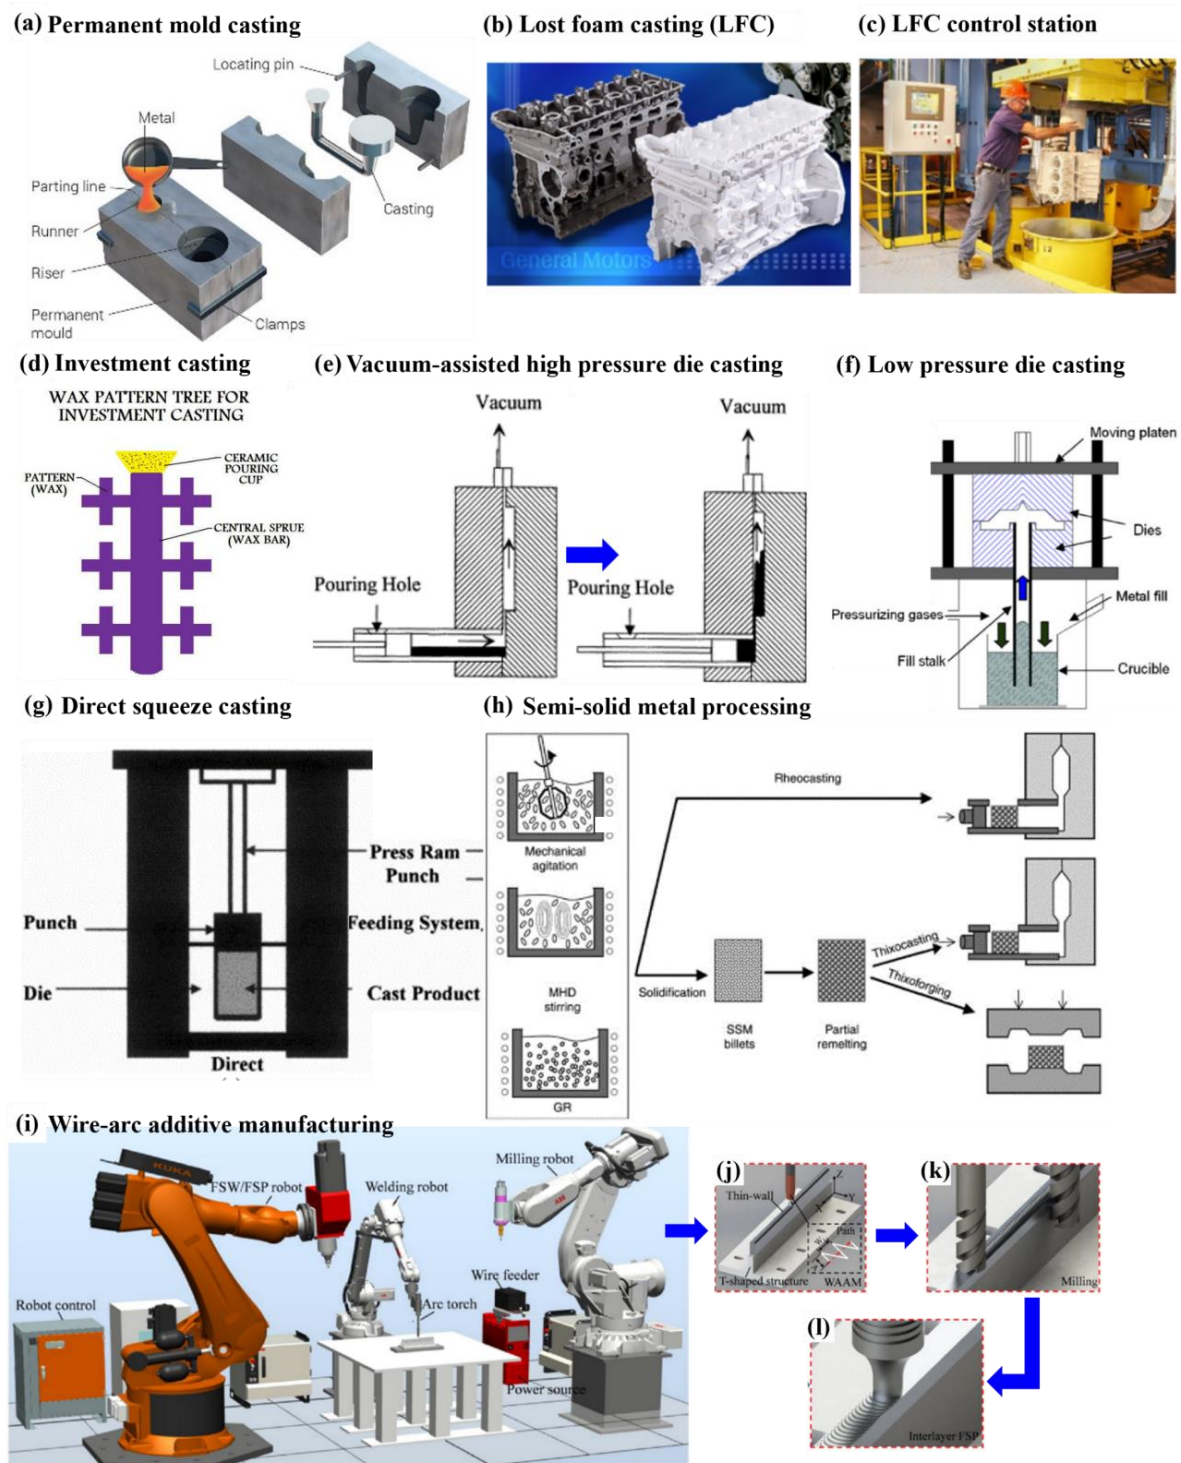 (a) Permanent mold casting
Locating pin
Metal
Parting line
Runner
Riser
Permanent
mould
Clamps
Casting
(b) Lost foam casting (LFC)
General Motors
(c) LFC control station
12
(d) Investment casting
WAX PATTERN TREE FOR
INVESTMENT CASTING
CERAMIC
POURING
CUP
PATTERN
(WAX)
CENTRAL SPRUE
(WAX BAR)
(e) Vacuum-assisted high pressure die casting
Vacuum
Vacuum
Pouring Hole
Pouring Hole
(f) Low pressure die casting
Moving platen
Dies
Metal fill
Pressurizing gases
Fill stalk
Crucible
(g) Direct squeeze casting
Press Ram
Punch
Punch
Feeding System
Die
Cast Product
Direct
(h) Semi-solid metal processing
Mechanical
agitation
MHD
stirring
GR
Rheocasting
Solidification
SSM
billets
Partial
remelting
Thixocasting
Thixoforging
(i) Wire-arc additive manufacturing
KUKA
FSW/FSP robot
Welding robot
Milling robot
ABB
Wire feeder
Arc torch
Robot control
Power source
(j)
Thin-wall
Z
Y
X
Path
W
T-shaped structure
WAAM
(k)
Milling
(l)
Interlayer FSP